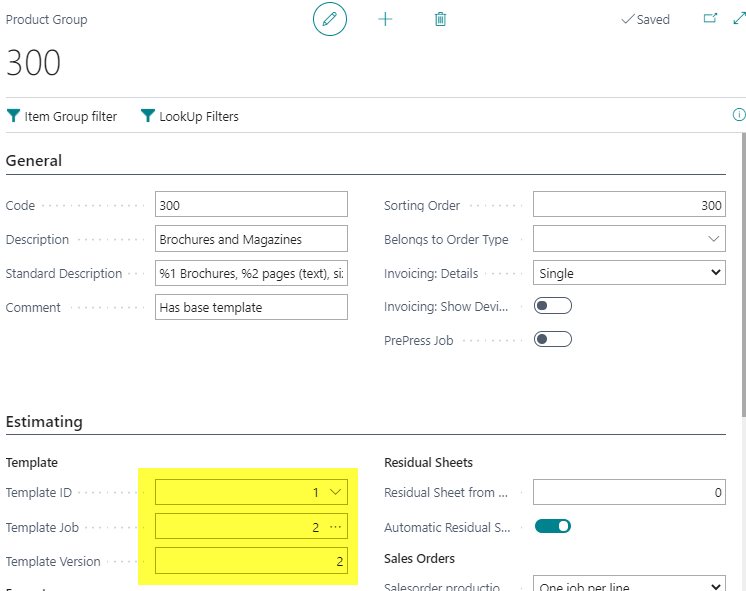 Product Group
Saved
300
Item Group filter
LookUp Filters
General
Code
300
Description
Brochures and Magazines
Standard Description
%1 Brochures, %2 pages (text), si
Comment
Has base template
Sorting Order
300
Belongs to Order Type
Invoicing: Details
Single
Invoicing: Show Devi...
PrePress Job
Estimating
Template
Template ID
1
Template Job
2 ...
Template Version
2
Residual Sheets
Residual Sheet from ...
0
Automatic Residual S...
Sales Orders
Salesorder productio
One job per line